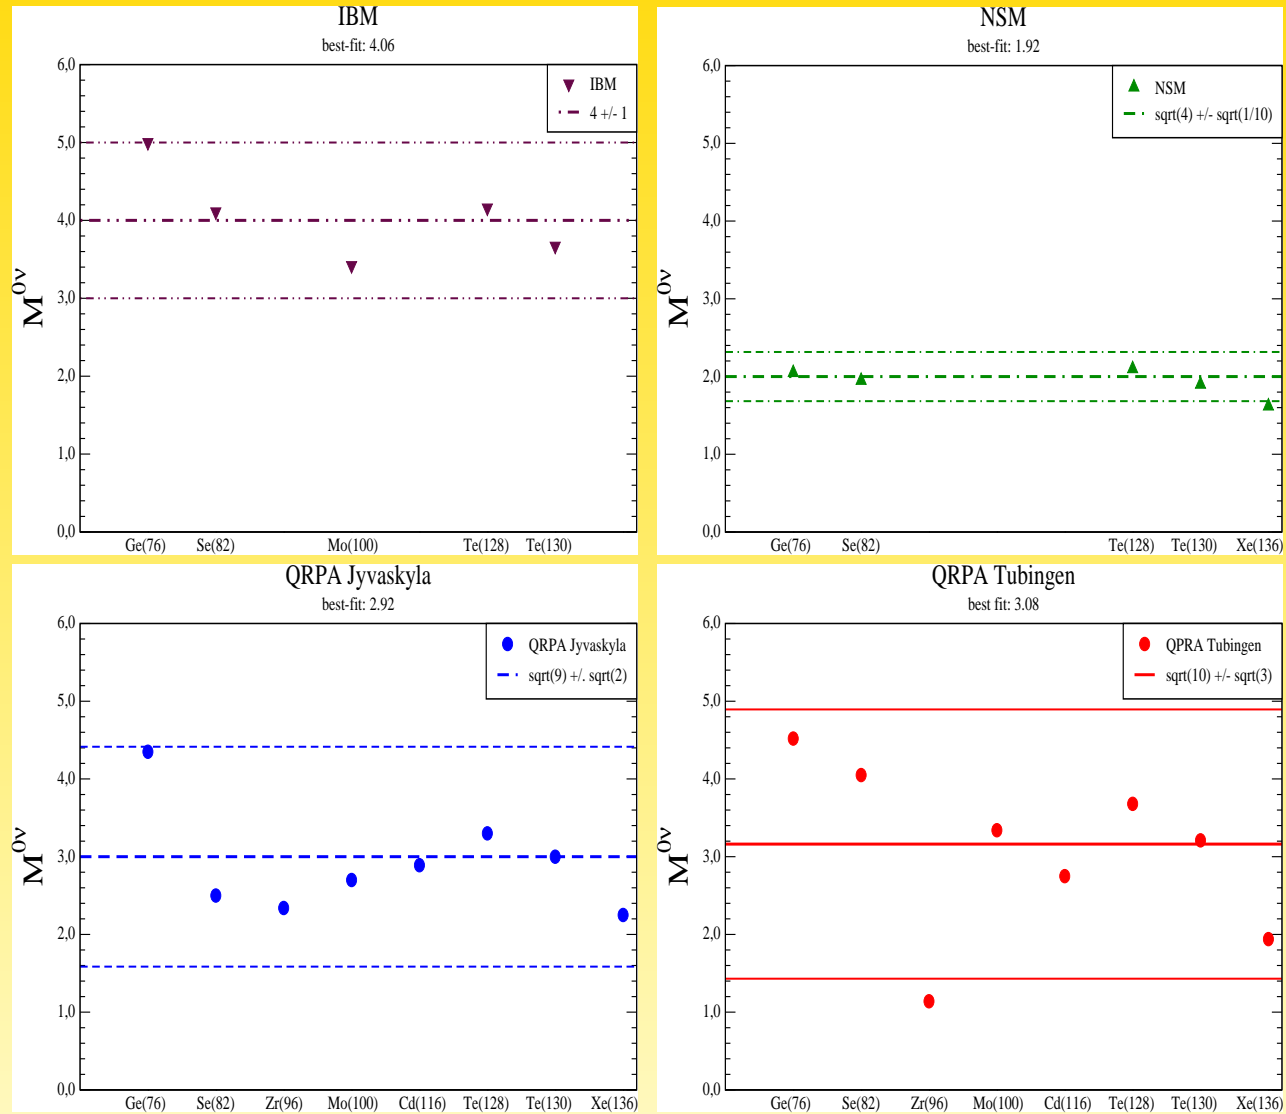 IBM
best-fit: 4.06
6,0
5,0
4,0
3,0
2,0
1,0
0,0
M^0ν
IBM
4 +/- 1
Ge(76) Se(82) Mo(100) Te(128) Te(130)
NSM
best-fit: 1.92
6,0
5,0
4,0
3,0
2,0
1,0
0,0
M^0ν
NSM
sqrt(4) +/- sqrt(1/10)
Ge(76) Se(82) Te(128) Te(130) Xe(136)
QRPA Jyvaskyla
best-fit: 2.92
6,0
5,0
4,0
3,0
2,0
1,0
0,0
M^0ν
QRPA Jyvaskyla
sqrt(9) +/. sqrt(2)
Ge(76) Se(82) Zr(96) Mo(100) Cd(116) Te(128) Te(130) Xe(136)
QRPA Tubingen
best fit: 3.08
6,0
5,0
4,0
3,0
2,0
1,0
0,0
M^0ν
QPRA Tubingen
sqrt(10) +/- sqrt(3)
Ge(76) Se(82) Zr(96) Mo(100) Cd(116) Te(128) Te(130) Xe(136)